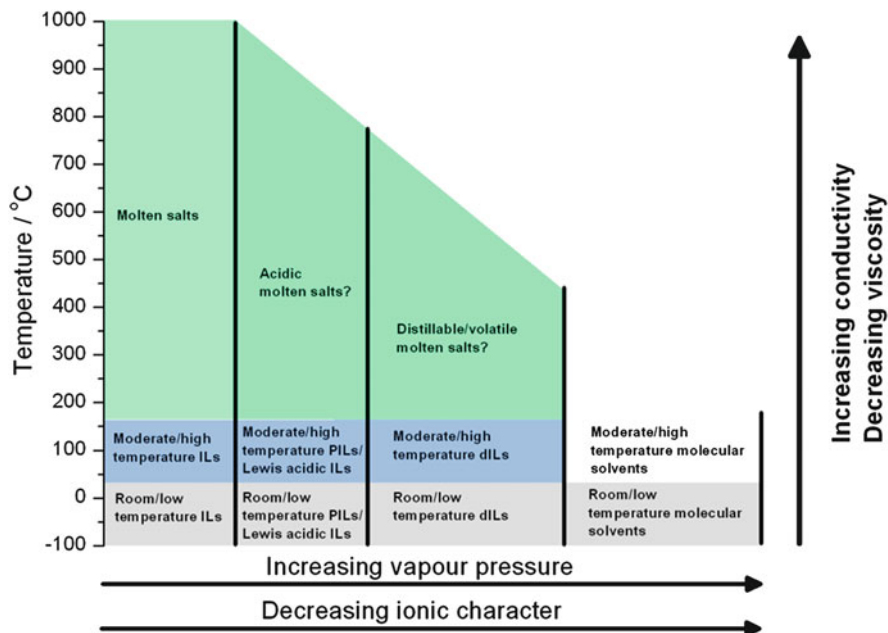 1000
900
800
700
600
500
400
300
200
100
0
-100
Temperature / °C
Molten salts
Acidic
molten salts?
Distillable/volatile
molten salts?
Moderate/high
temperature ILs
Moderate/high
temperature PILs/
Lewis acidic ILs
Moderate/high
temperature dILs
Moderate/high
temperature molecular
solvents
Room/low
temperature ILs
Room/low
temperature PILs/
Lewis acidic ILs
Room/low
temperature dILs
Room/low
temperature molecular
solvents
Increasing vapour pressure
Decreasing ionic character
Increasing conductivity
Decreasing viscosity